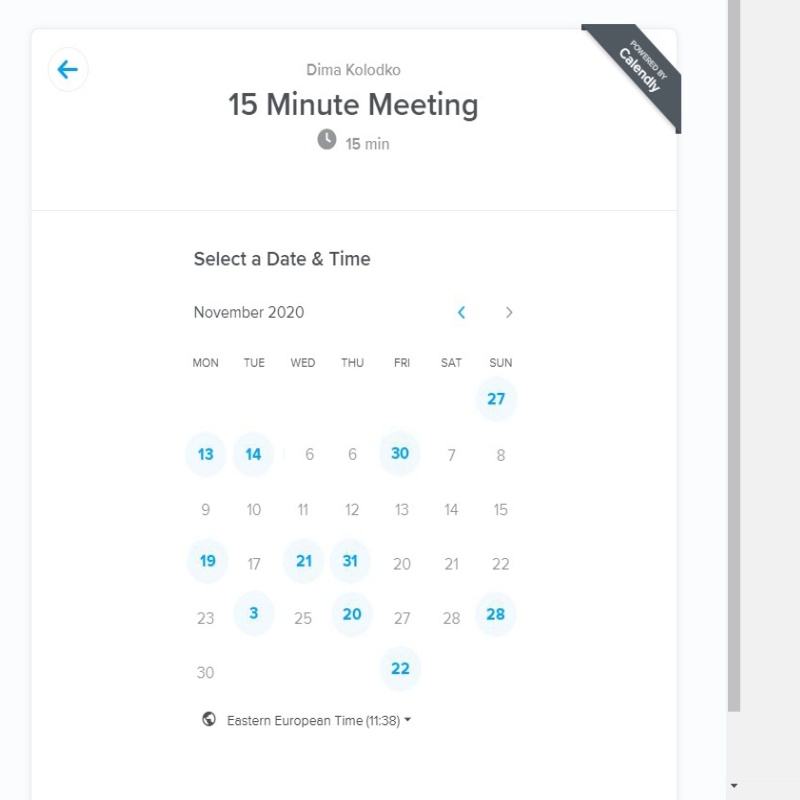 Dima Kolodko
15 Minute Meeting
15 min
POWERED BY
Calendly
Select a Date & Time
November 2020
MON TUE WED THU FRI SAT SUN
27
13 14 6 6 30 7 8
9 10 11 12 13 14 15
19 17 21 31 20 21 22
23 3 25 20 27 28 28
30 22
Eastern European Time (11:38)